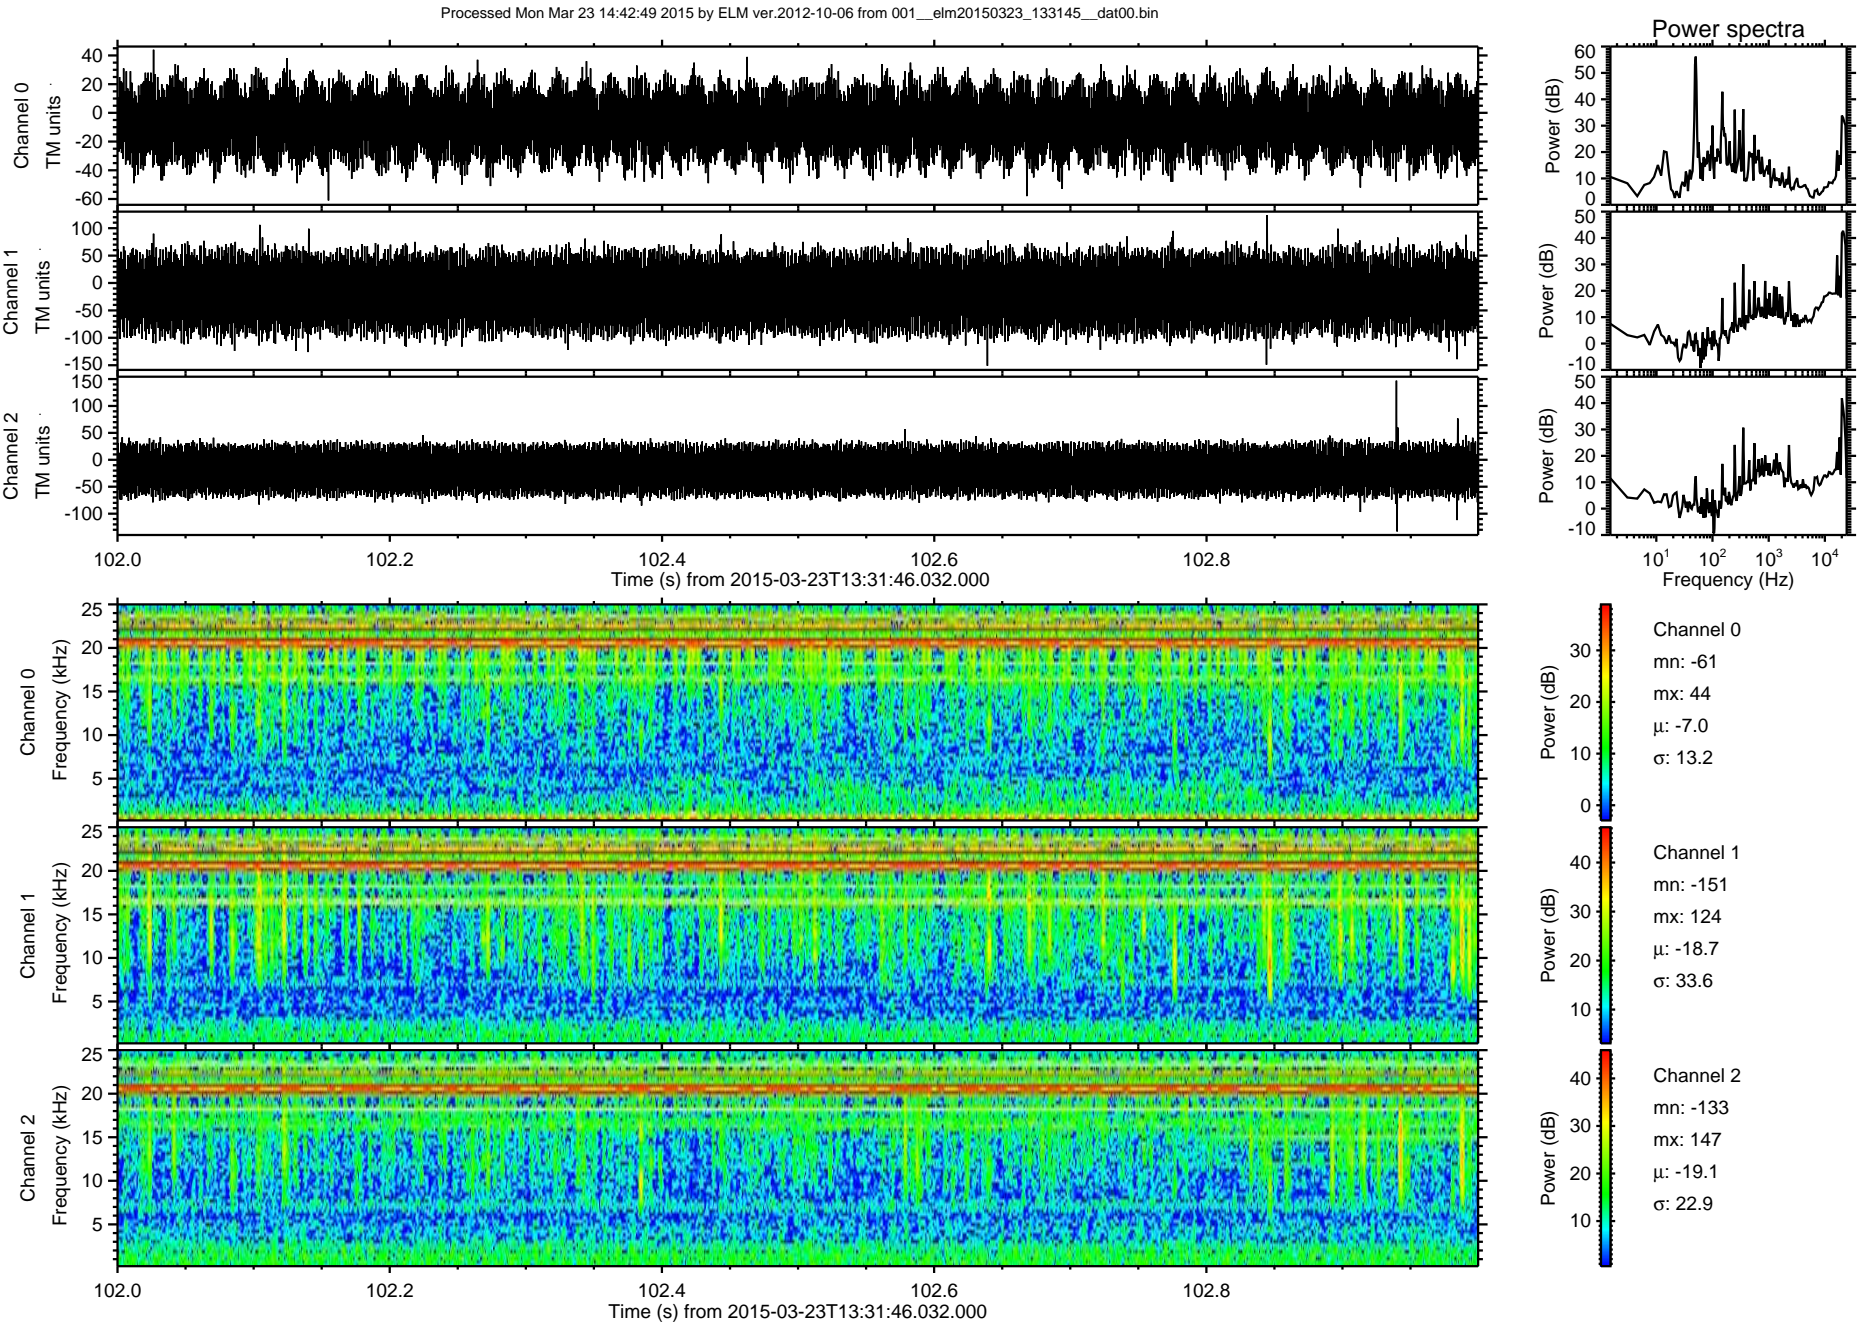 Processed Mon Mar 23 14:42:49 2015 by ELM ver.2012-10-06 from 001__elm20150323_133145__dat00.bin
Power spectra
Channel 0
TM units
40
20
0
-20
-40
-60
Power (dB)
60
50
40
30
20
10
0
Channel 1
TM units
100
50
0
-50
-100
-150
Power (dB)
50
40
30
20
10
0
-10
Channel 2
TM units
150
100
50
0
-50
-100
Power (dB)
50
40
30
20
10
0
-10
102.0 102.2 102.4 102.6 102.8
Time (s) from 2015-03-23T13:31:46.032.000
10^1 10^2 10^3 10^4
Frequency (Hz)
Channel 0
Frequency (kHz)
25
20
15
10
5
Power (dB)
30
20
10
0
Channel 0
mn: -61
mx: 44
μ: -7.0
σ: 13.2
Channel 1
Frequency (kHz)
25
20
15
10
5
Power (dB)
40
30
20
10
Channel 1
mn: -151
mx: 124
μ: -18.7
σ: 33.6
Channel 2
Frequency (kHz)
25
20
15
10
5
Power (dB)
40
30
20
10
Channel 2
mn: -133
mx: 147
μ: -19.1
σ: 22.9
102.0 102.2 102.4 102.6 102.8
Time (s) from 2015-03-23T13:31:46.032.000